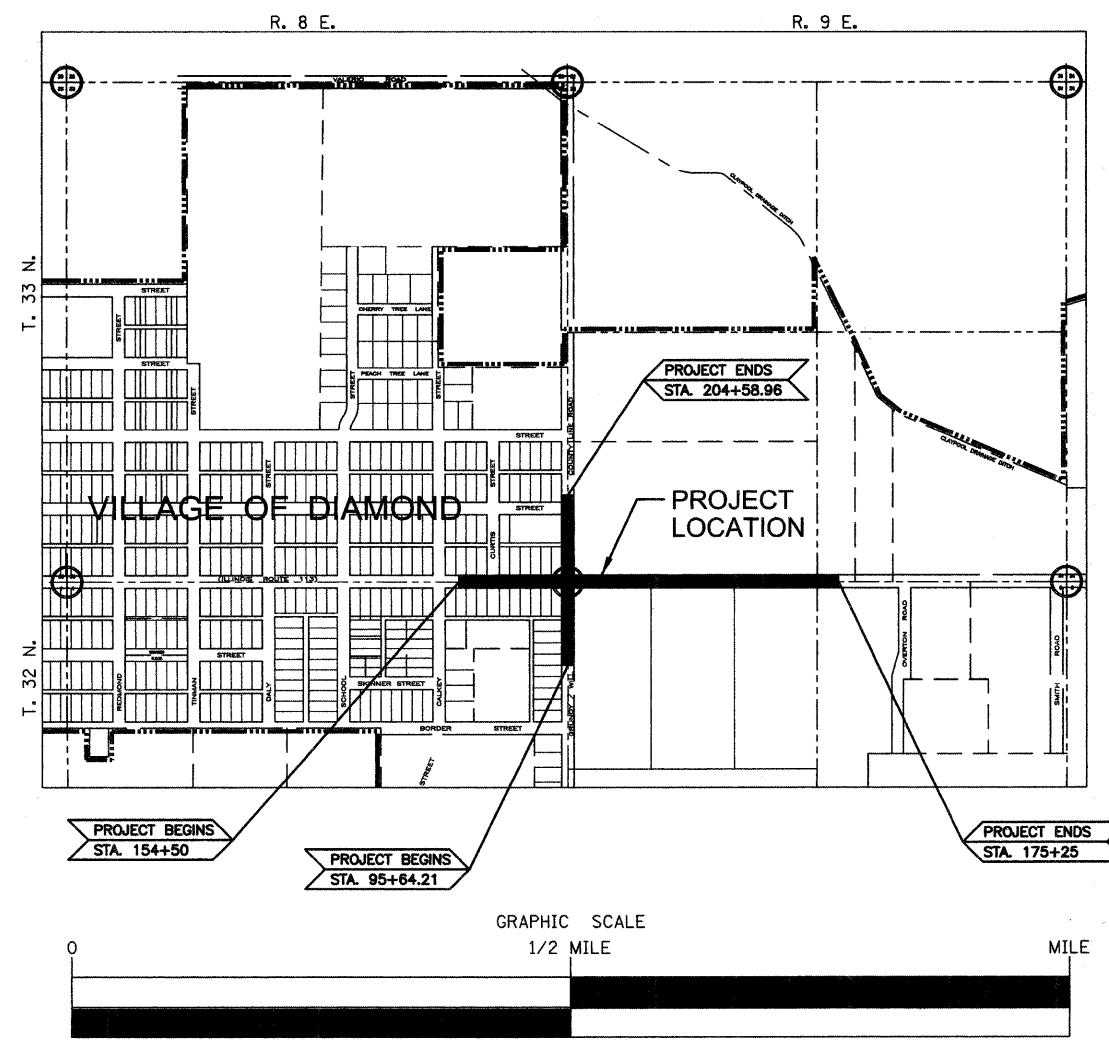 R. 8 E.
R. 9 E.
VALERIO ROAD
T. 33 N.
CLAYPOOL DRAINAGE DITCH
STREET
STREET
CHERRY TREE LANE
STREET
PEACH TREE LANE
STREET
STREET
STREET
STREET
PROJECT ENDS
STA. 204+58.96
COUNTY LINE ROAD
STREET
CLAYPOOL DRAINAGE DITCH
STREET
STREET
VILLAGE OF DIAMOND
STREET
PROJECT
LOCATION
CURTIS
(ILLINOIS ROUTE 113)
T. 32 N.
OVERTON ROAD
SMITH ROAD
STREET
SKINNER STREET
REDMOND
TINMAN
DALY
SCHOOL
CALKEY
BORDER STREET
STREET
PROJECT BEGINS
STA. 154+50
PROJECT BEGINS
STA. 95+64.21
PROJECT ENDS
STA. 175+25
GRAPHIC SCALE
0
1/2 MILE
MILE